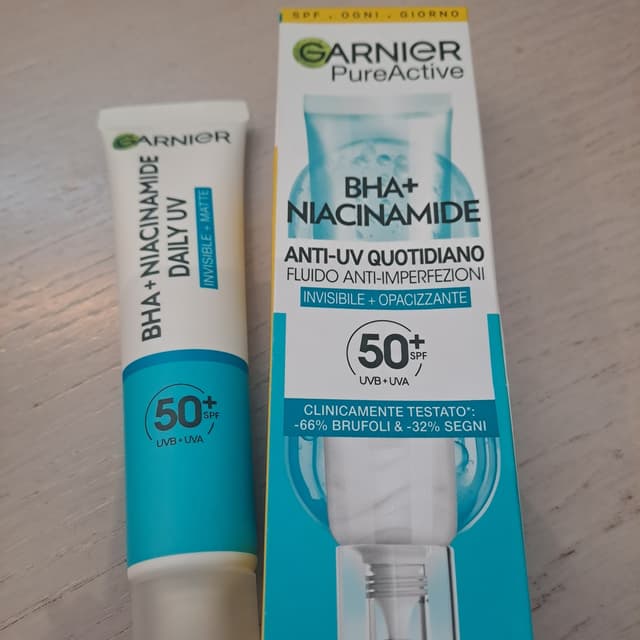 GARNIER
BHA+NIACINAMIDE
DAILY UV
INVISIBLE + MATTE
50+
SPF
UVB+UVA
SPF . OGNI . GIORNO
GARNIER
PureActive
BHA+
NIACINAMIDE
ANTI-UV QUOTIDIANO
FLUIDO ANTI-IMPERFEZIONI
INVISIBILE + OPACIZZANTE
50+
SPF
UVB+UVA
CLINICAMENTE TESTATO*:
-66% BRUFOLI & -32% SEGNI